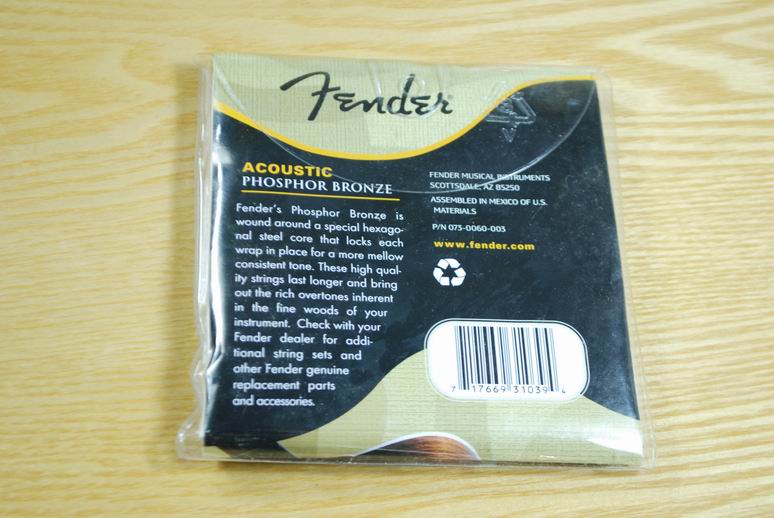 Fender
ACOUSTIC
PHOSPHOR BRONZE
Fender's Phosphor Bronze is
wound around a special hexago-
nal steel core that locks each
wrap in place for a more mellow
consistent tone. These high qual-
ity strings last longer and bring
out the rich overtones inherent
in the fine woods of your
instrument. Check with your
Fender dealer for addi-
tional string sets and
other Fender genuine
replacement parts
and accessories.
FENDER MUSICAL INSTRUMENTS
SCOTTSDALE, AZ 85250
ASSEMBLED IN MEXICO OF U.S.
MATERIALS
P/N 073-0060-003
www.fender.com
7 17669 31039 4